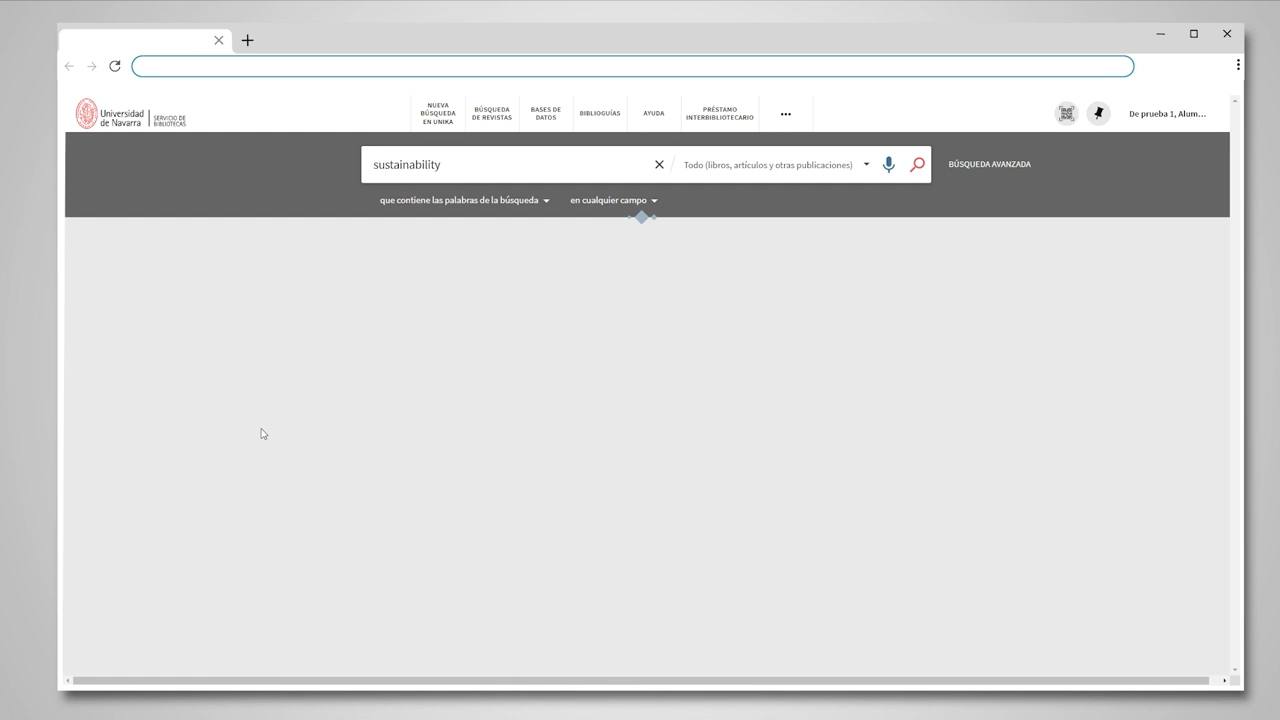 Universidad
de Navarra
SERVICIO DE
BIBLIOTECAS
NUEVA
BÚSQUEDA
EN UNIKA
BÚSQUEDA
DE REVISTAS
BASES DE
DATOS
BIBLIOGUÍAS
AYUDA
PRÉSTAMO
INTERBIBLIOTECARIO
De prueba 1, Alum...
sustainability
Todo (libros, artículos y otras publicaciones)
BÚSQUEDA AVANZADA
que contiene las palabras de la búsqueda
en cualquier campo